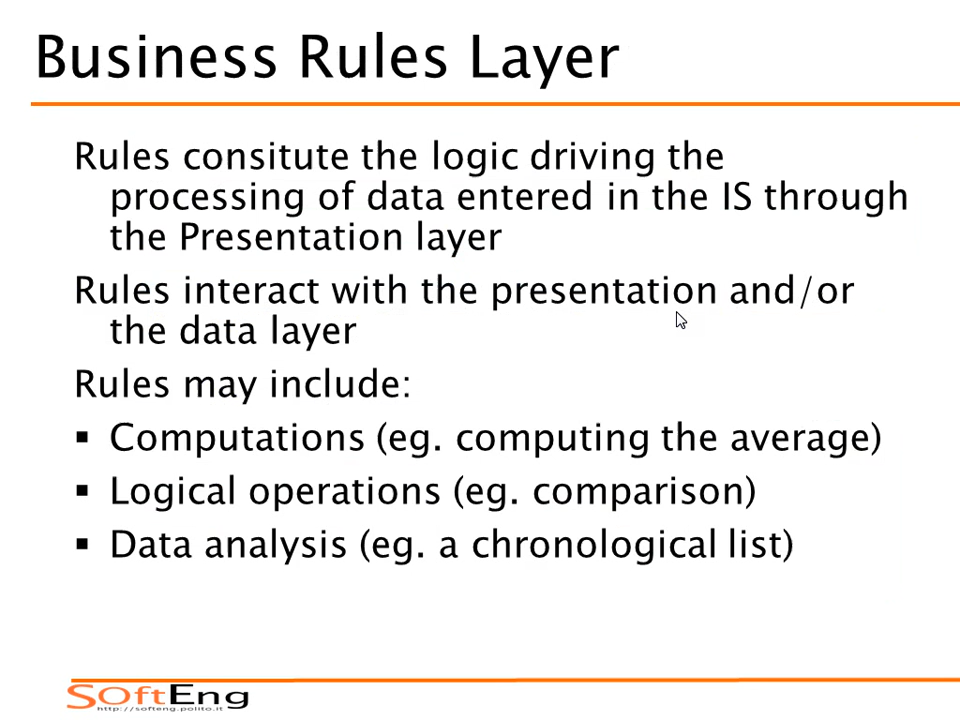 Business Rules Layer
Rules consitute the logic driving the
processing of data entered in the IS through
the Presentation layer
Rules interact with the presentation and/or
the data layer
Rules may include:
▪ Computations (eg. computing the average)
▪ Logical operations (eg. comparison)
▪ Data analysis (eg. a chronological list)
SoftEng
http://softeng.polito.it